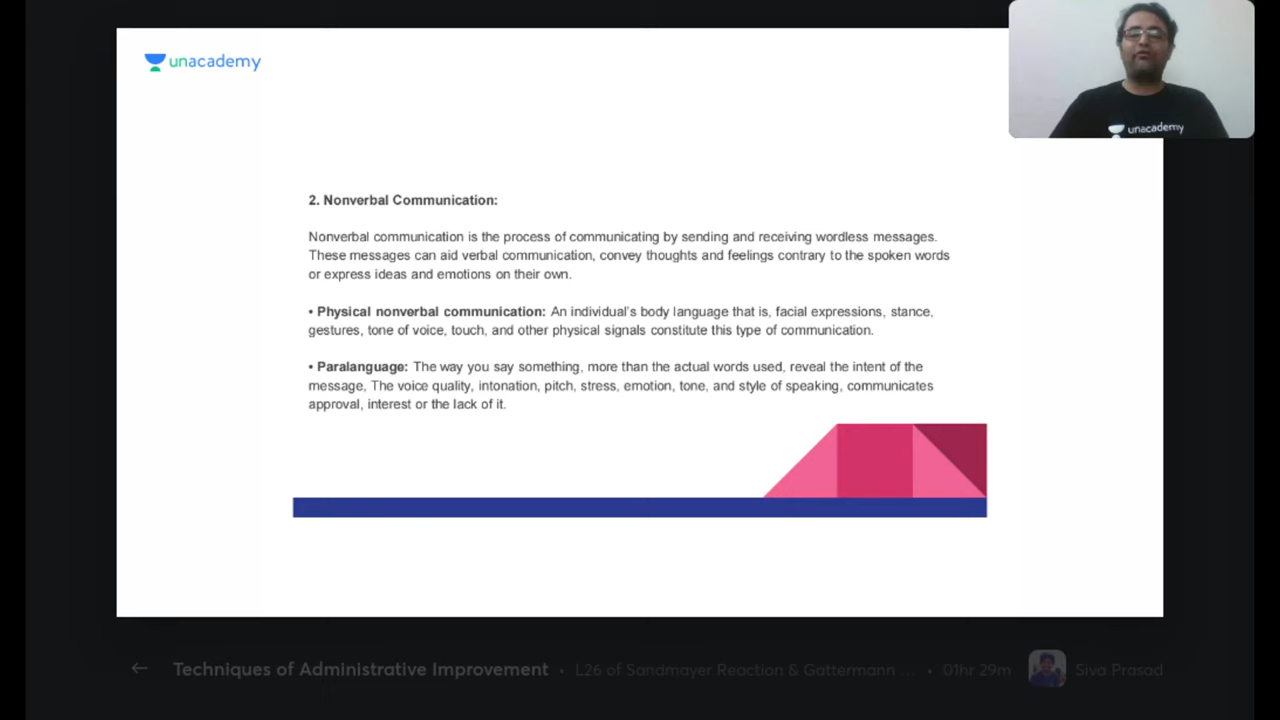 unacademy
unacademy
2. Nonverbal Communication:
Nonverbal communication is the process of communicating by sending and receiving wordless messages.
These messages can aid verbal communication, convey thoughts and feelings contrary to the spoken words
or express ideas and emotions on their own.
• Physical nonverbal communication: An individual's body language that is, facial expressions, stance,
gestures, tone of voice, touch, and other physical signals constitute this type of communication.
• Paralanguage: The way you say something, more than the actual words used, reveal the intent of the
message, The voice quality, intonation, pitch, stress, emotion, tone, and style of speaking, communicates
approval, interest or the lack of it.
Techniques of Administrative Improvement • L26 of Sandmayer Reaction & Gattermann ... • 01hr 29m Siva Prasad